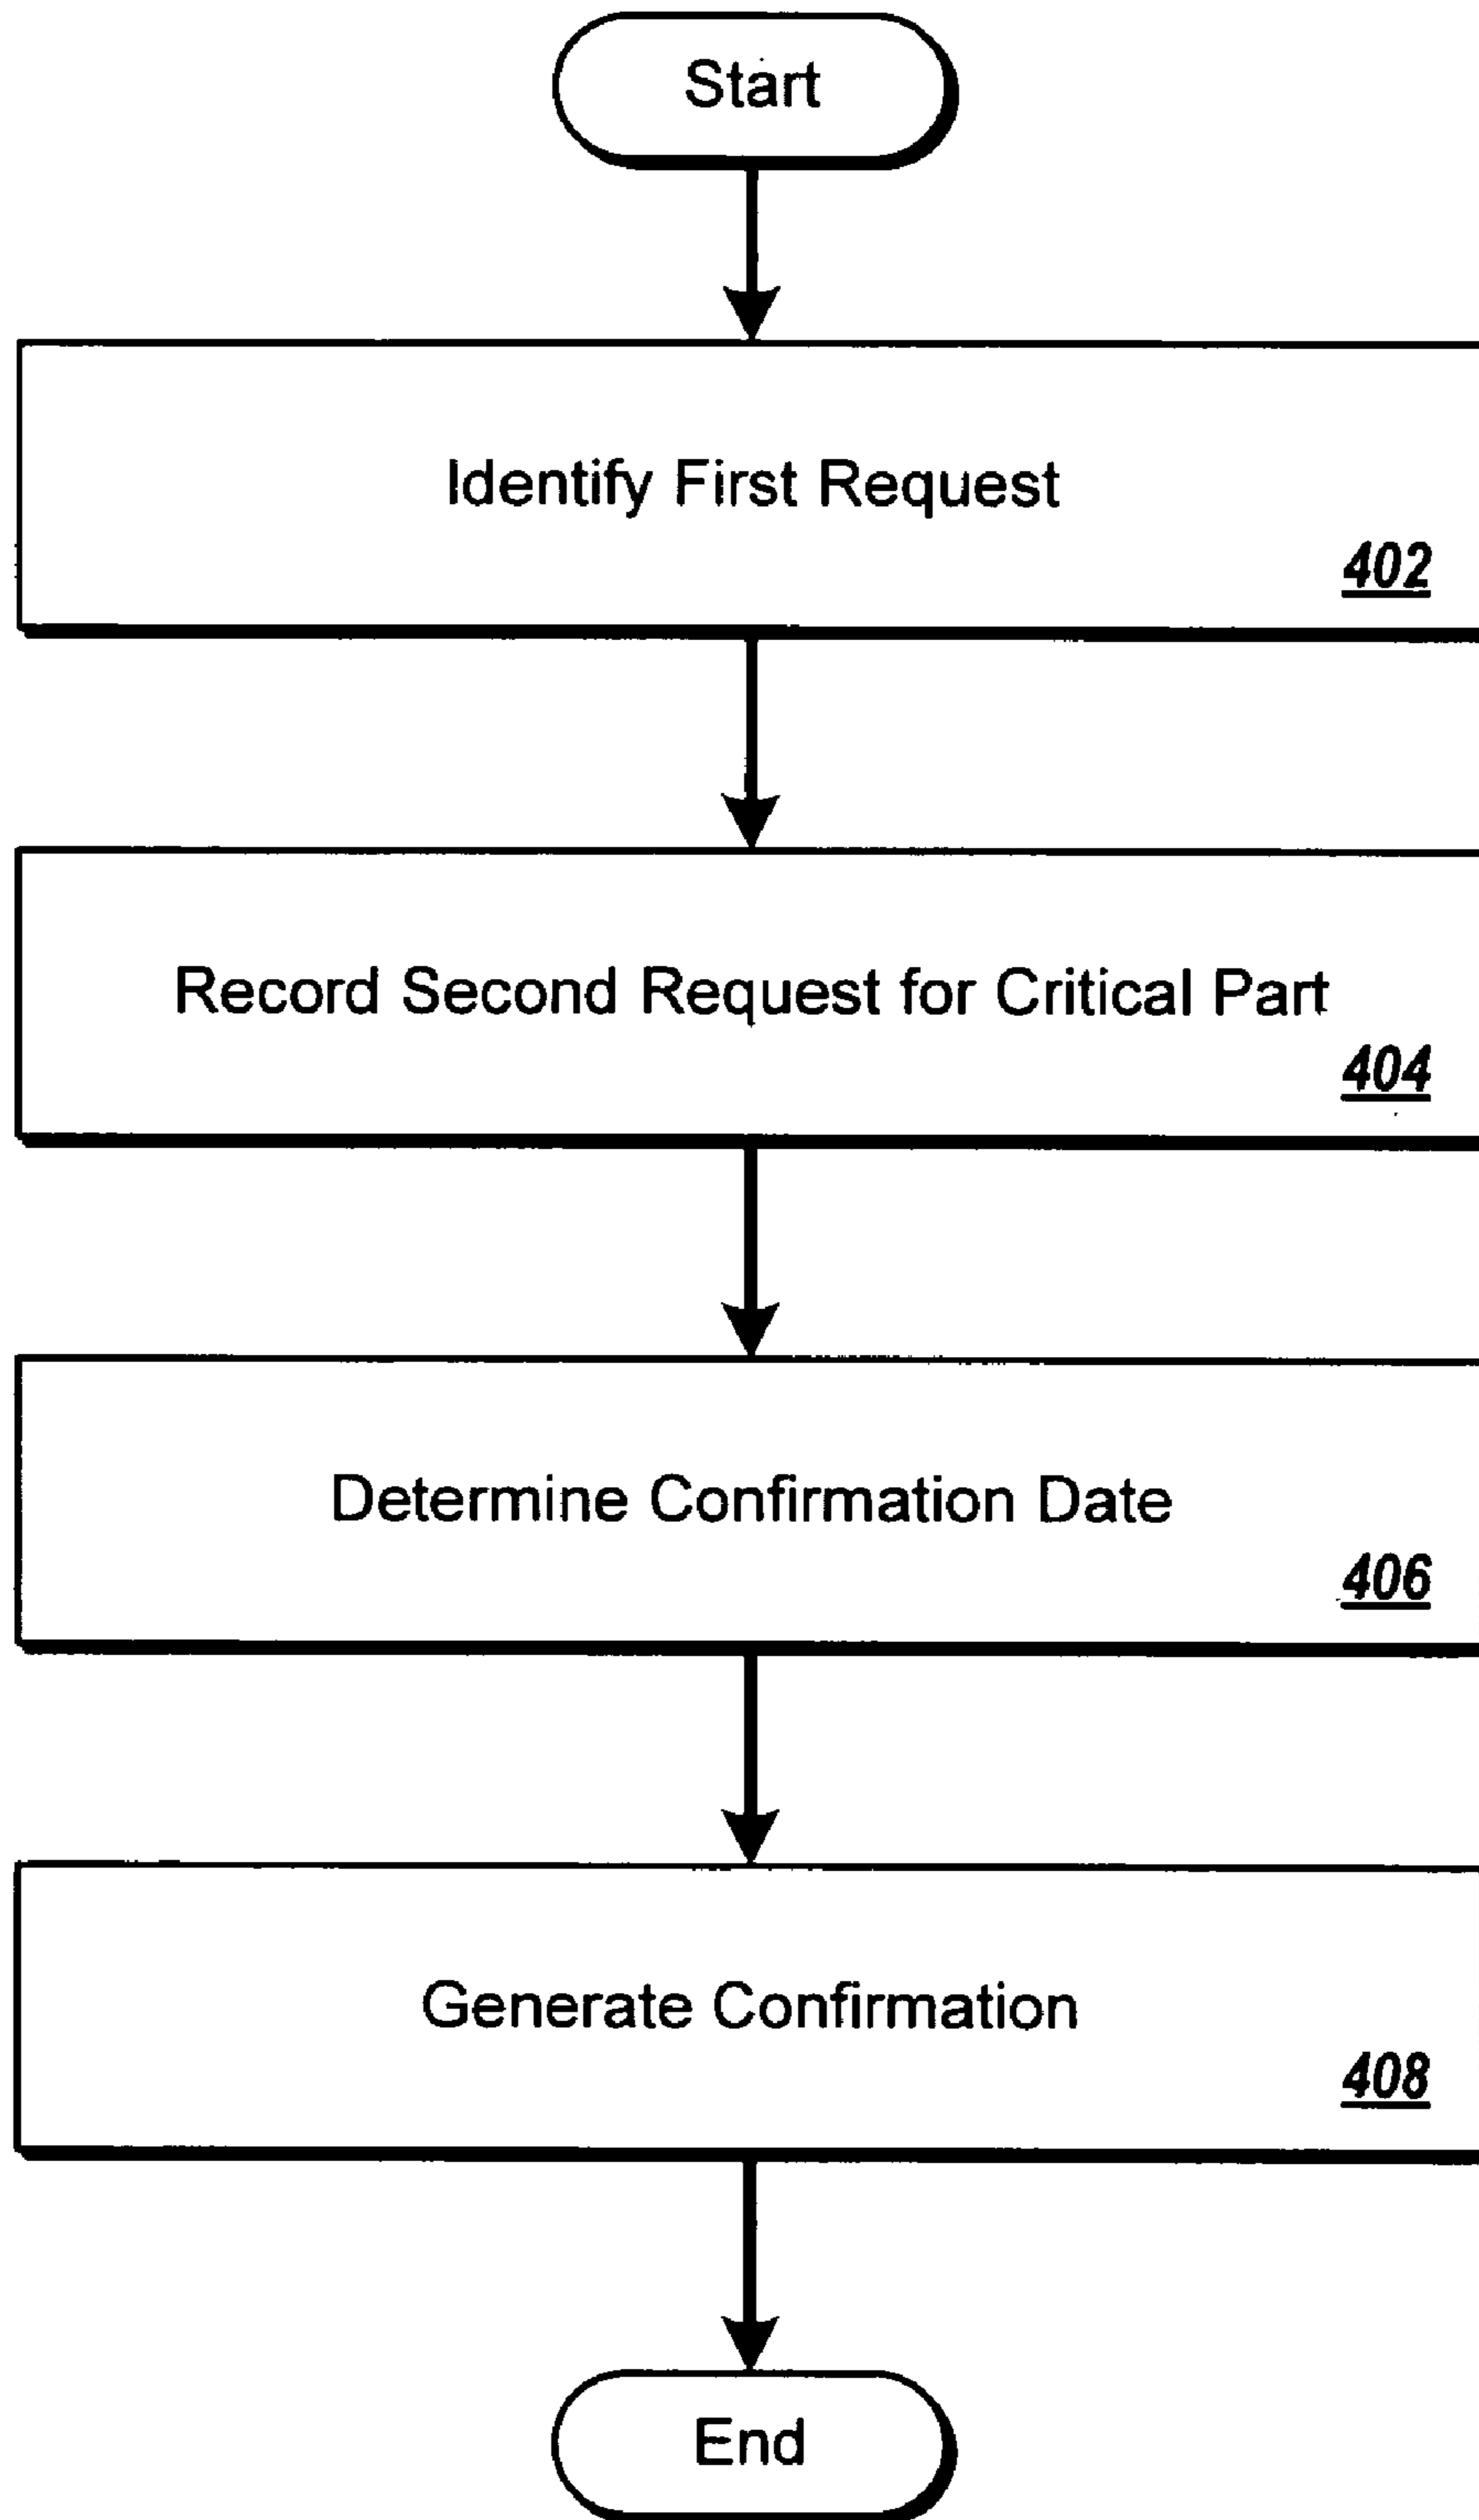 Start
Identify First Request
402
Record Second Request for Critical Part
404
Determine Confirmation Date
406
Generate Confirmation
408
End